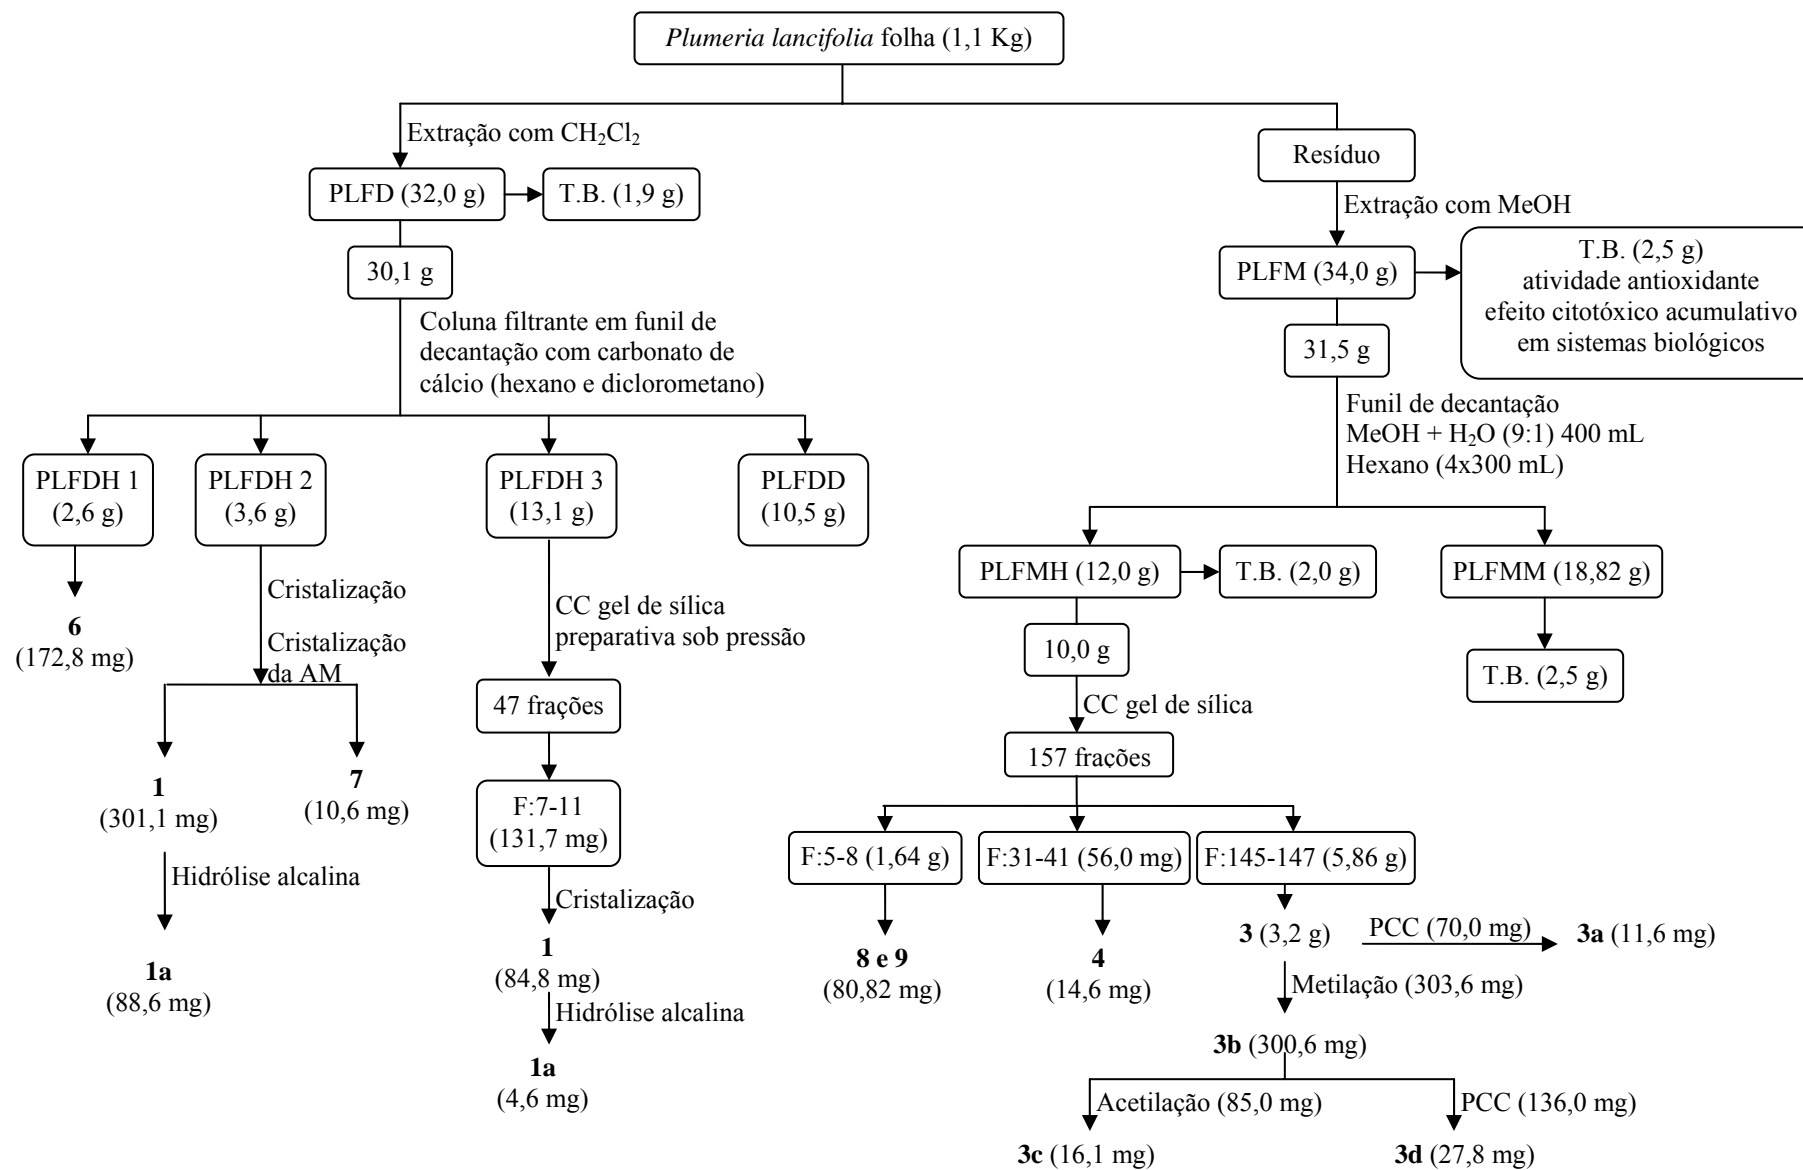 Plumeria lancifolia folha (1,1 Kg)
Extração com CH₂Cl₂
PLFD (32,0 g)
T.B. (1,9 g)
30,1 g
Coluna filtrante em funil de
decantação com carbonato de
cálcio (hexano e diclorometano)
PLFDH 1
(2,6 g)
PLFDH 2
(3,6 g)
PLFDH 3
(13,1 g)
PLFDD
(10,5 g)
6
(172,8 mg)
Cristalização
Cristalização
da AM
1
(301,1 mg)
7
(10,6 mg)
Hidrólise alcalina
1a
(88,6 mg)
CC gel de sílica
preparativa sob pressão
47 frações
F:7-11
(131,7 mg)
Cristalização
1
(84,8 mg)
Hidrólise alcalina
1a
(4,6 mg)
Resíduo
Extração com MeOH
PLFM (34,0 g)
T.B. (2,5 g)
atividade antioxidante
efeito citotóxico acumulativo
em sistemas biológicos
31,5 g
Funil de decantação
MeOH + H₂O (9:1) 400 mL
Hexano (4x300 mL)
PLFMH (12,0 g)
T.B. (2,0 g)
PLFMM (18,82 g)
T.B. (2,5 g)
10,0 g
CC gel de sílica
157 frações
F:5-8 (1,64 g)
F:31-41 (56,0 mg)
F:145-147 (5,86 g)
8 e 9
(80,82 mg)
4
(14,6 mg)
3 (3,2 g)
PCC (70,0 mg)
3a (11,6 mg)
Metilação (303,6 mg)
3b (300,6 mg)
Acetilação (85,0 mg)
PCC (136,0 mg)
3c (16,1 mg)
3d (27,8 mg)